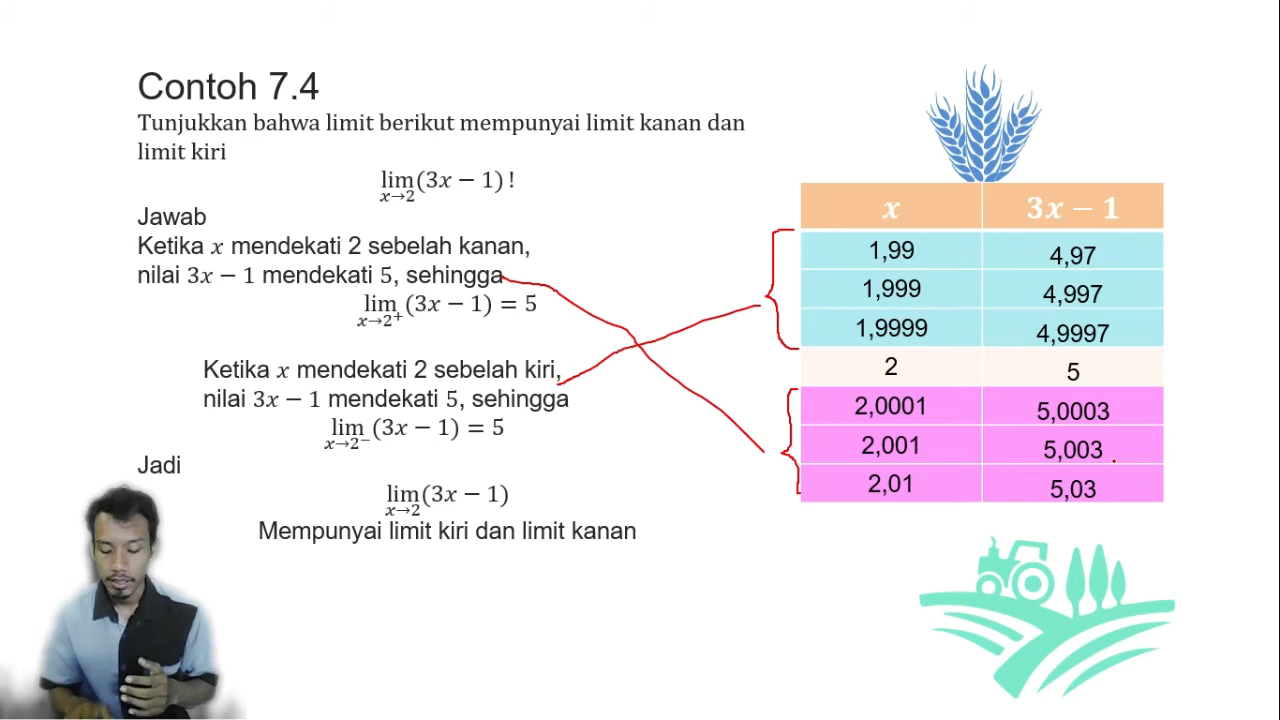 Contoh 7.4
Tunjukkan bahwa limit berikut mempunyai limit kanan dan
limit kiri
lim (3x − 1) !
x→2
Jawab
Ketika x mendekati 2 sebelah kanan,
nilai 3x − 1 mendekati 5, sehingga
lim (3x − 1) = 5
x→2⁺
Ketika x mendekati 2 sebelah kiri,
nilai 3x − 1 mendekati 5, sehingga
lim (3x − 1) = 5
x→2⁻
Jadi
lim (3x − 1)
x→2
Mempunyai limit kiri dan limit kanan
x 3x − 1
1,99 4,97
1,999 4,997
1,9999 4,9997
2 5
2,0001 5,0003
2,001 5,003
2,01 5,03